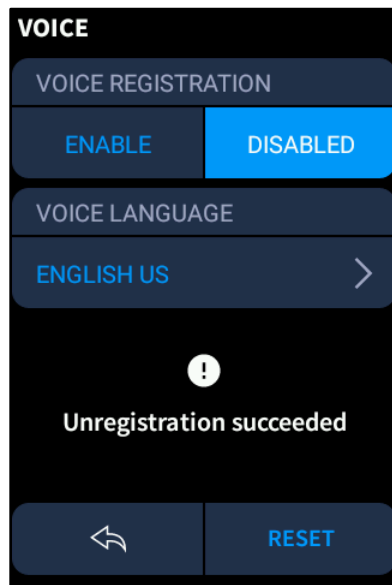 VOICE
VOICE REGISTRATION
ENABLE DISABLED
VOICE LANGUAGE
ENGLISH US
Unregistration succeeded
RESET